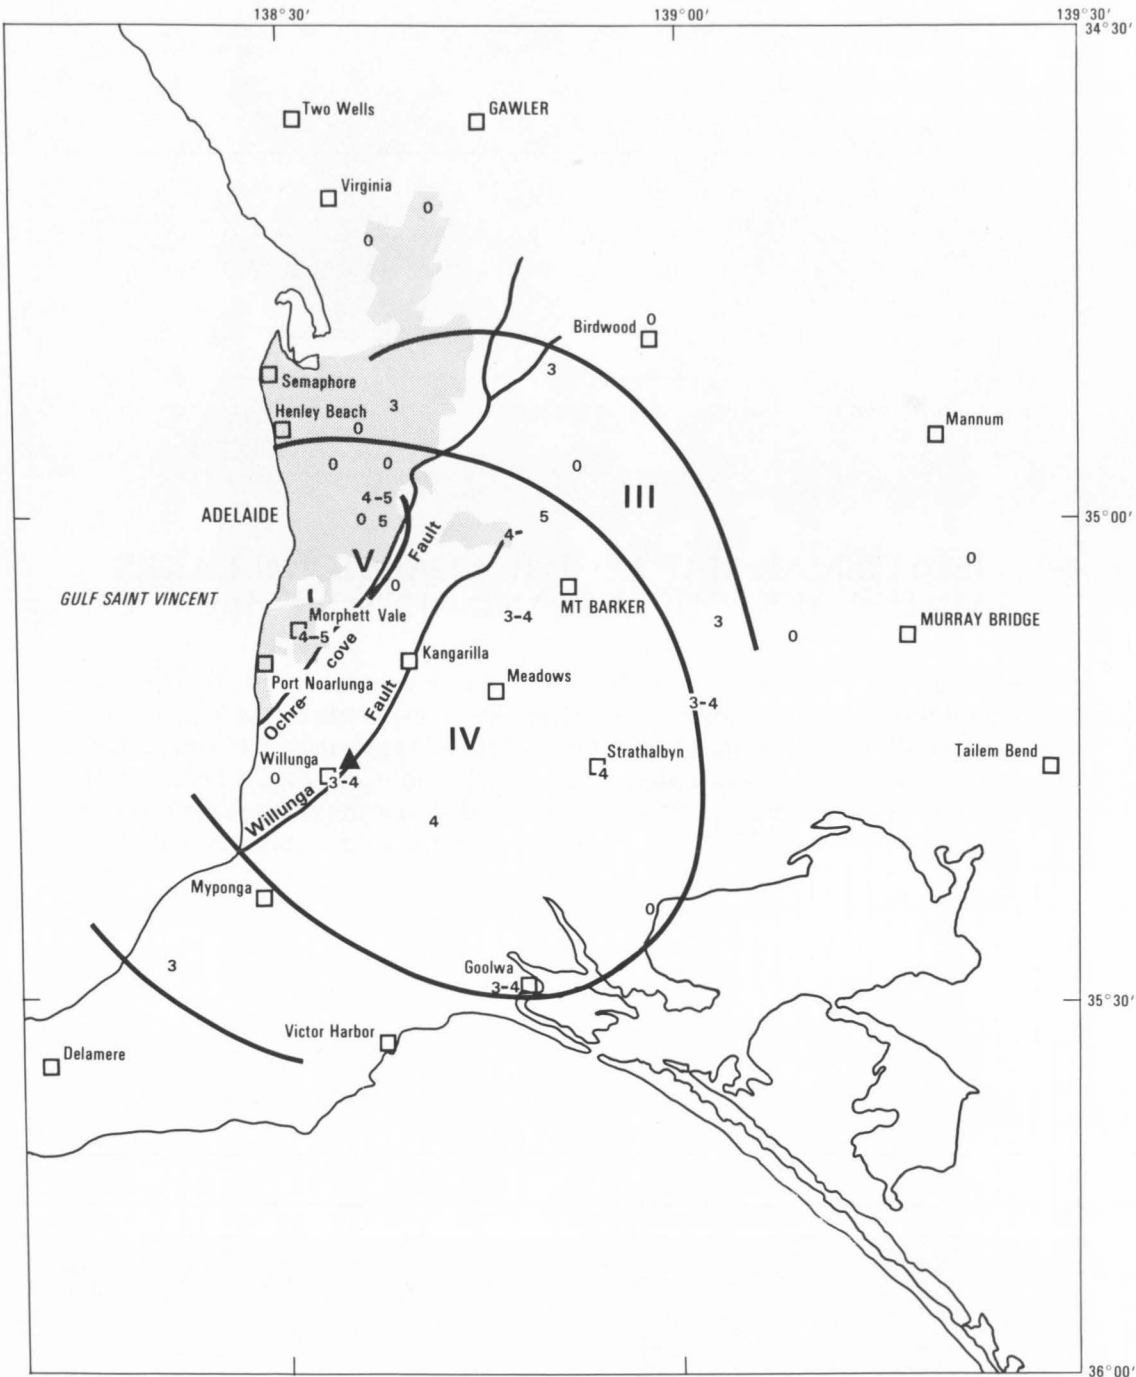 138°30'
139°00'
139°30'
34°30'
Two Wells
GAWLER
Virginia
0
0
0
Birdwood
3
Semaphore
3
Henley Beach
0
Mannum
0
0
0
III
4-5
ADELAIDE
0
5
5
4-
35°00'
Fault
V
0
0
GULF SAINT VINCENT
MT BARKER
Morphett Vale
3-4
3
0
MURRAY BRIDGE
4-5
cove
Kangarilla
Port Noarlunga
Meadows
Ochre-
Fault
3-4
IV
Willunga
Strathalbyn
Tailem Bend
0
3-4
4
Willunga
4
Myponga
0
3
Goolwa
3-4
35°30'
Victor Harbor
Delamere
36°00'